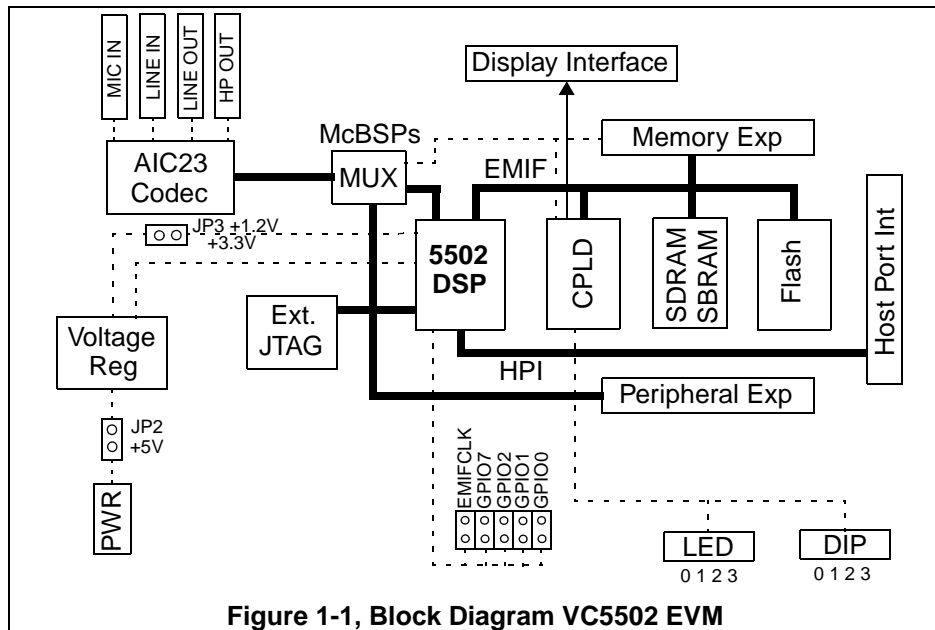 MIC IN
LINE IN
LINE OUT
HP OUT
Display Interface
McBSPs
Memory Exp
AIC23
Codec
MUX
EMIF
JP3 +1.2V
+3.3V
5502
DSP
CPLD
SDRAM
SBRAM
Flash
Host Port Int
Ext.
JTAG
Voltage
Reg
HPI
Peripheral Exp
JP2
+5V
EMIFCLK
GPIO7
GPIO2
GPIO1
GPIO0
PWR
LED
0 1 2 3
DIP
0 1 2 3
Figure 1-1, Block Diagram VC5502 EVM